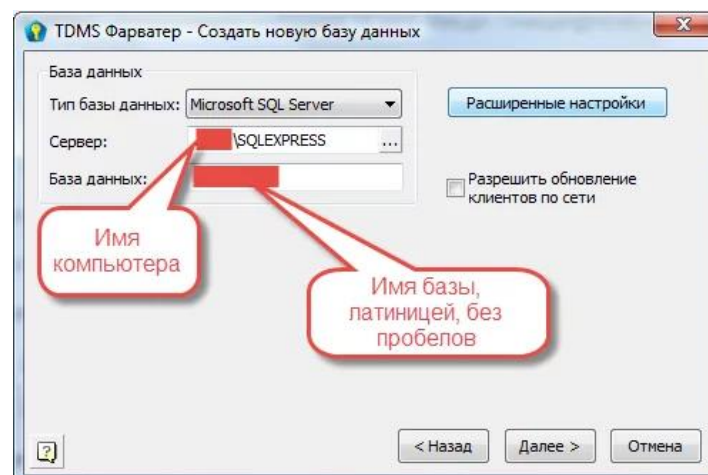 TDMS Фарватер - Создать новую базу данных
База данных
Тип базы данных: Microsoft SQL Server
Расширенные настройки
Сервер: \SQLEXPRESS ...
База данных:
Разрешить обновление
клиентов по сети
Имя
компьютера
Имя базы,
латиницей, без
пробелов
?
< Назад
Далее >
Отмена